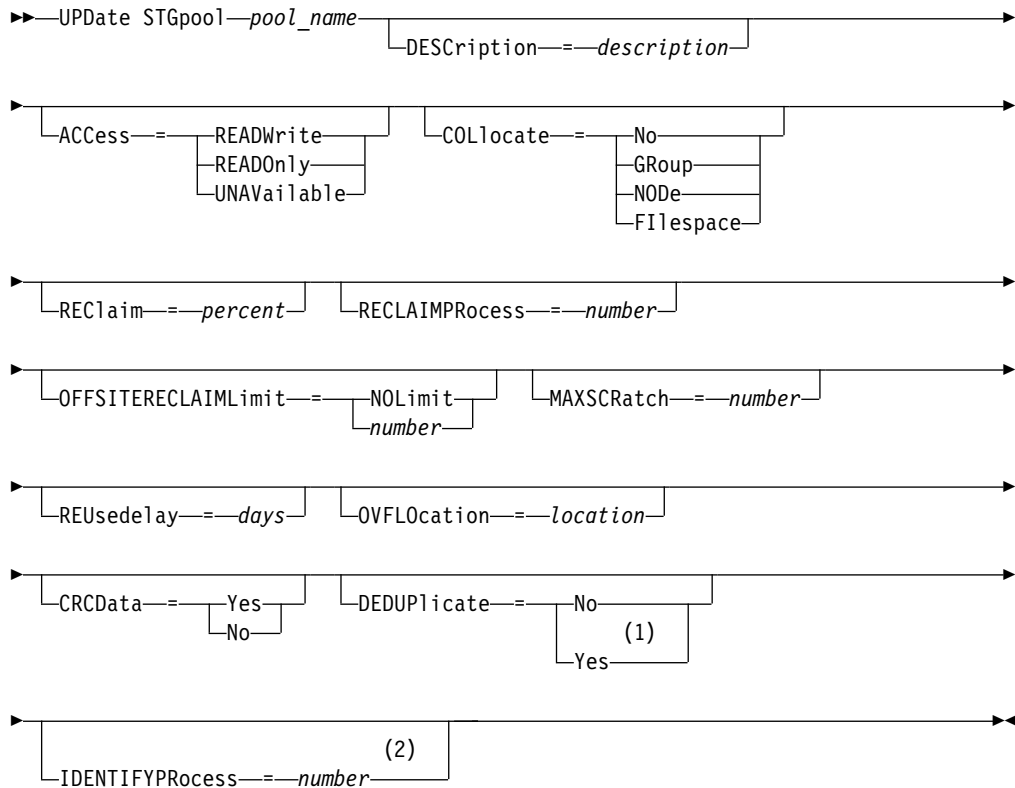 UPDate STGpool pool_name
DESCription = description
ACCess = READWrite
READOnly
UNAVailable
COLlocate = No
GRoup
NODe
FIlespace
REClaim = percent
RECLAIMPRocess = number
OFFSITERECLAIMLimit = NOLimit
number
MAXSCRatch = number
REUsedelay = days
OVFLOcation = location
CRCData = Yes
No
DEDUPlicate = No
(1)
Yes
(2)
IDENTIFYPRocess = number